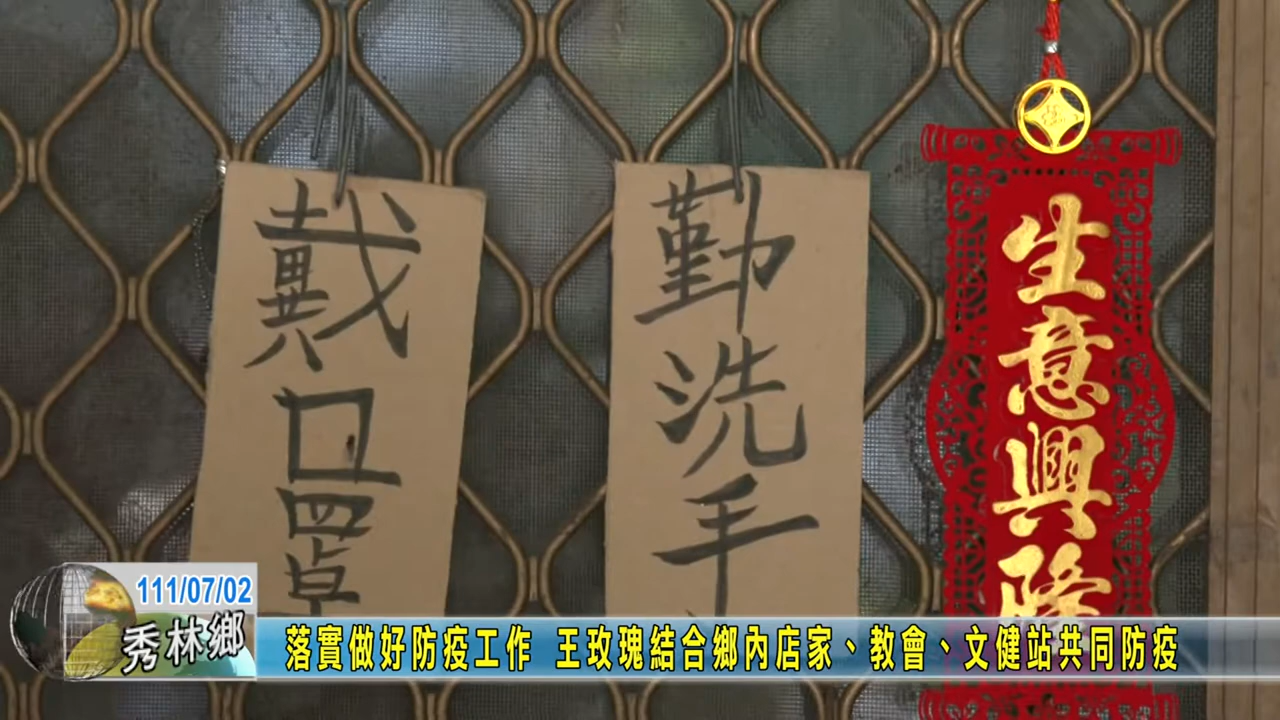 戴口罩
勤洗手
生意興隆
111/07/02
秀林鄉
落實做好防疫工作 王玫瑰結合鄉內店家、教會、文健站共同防疫